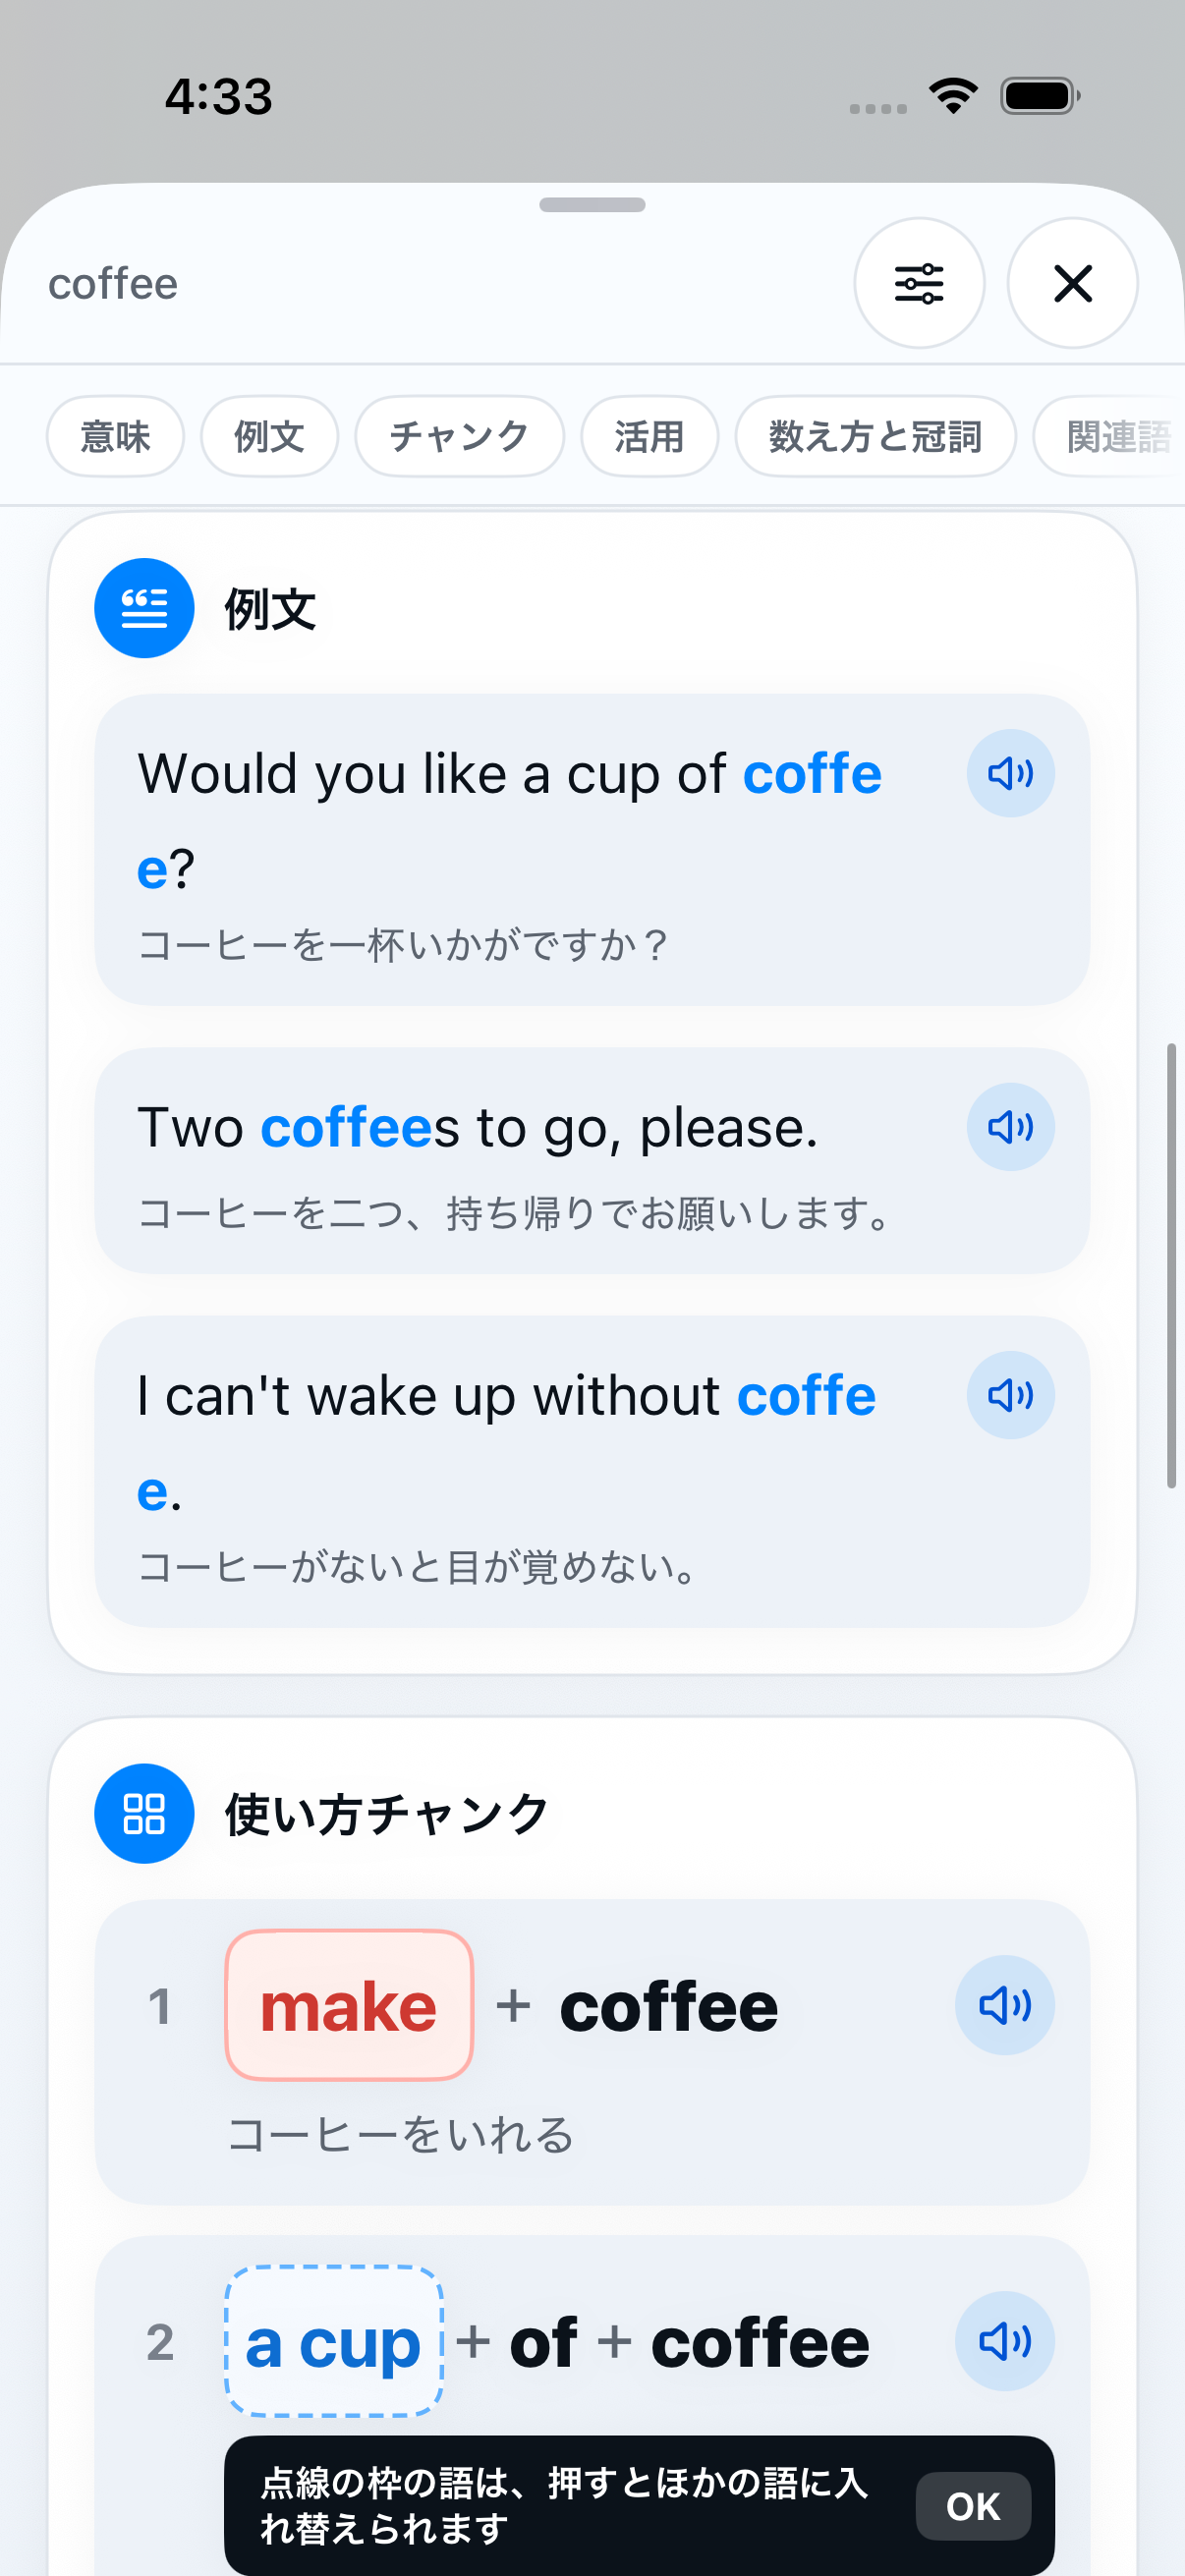 4:33
coffee
意味 例文 チャンク 活用 数え方と冠詞 関連語
例文
Would you like a cup of coffe
e?
コーヒーを一杯いかがですか？
Two coffees to go, please.
コーヒーを二つ、持ち帰りでお願いします。
I can't wake up without coffe
e.
コーヒーがないと目が覚めない。
使い方チャンク
1 make + coffee
コーヒーをいれる
2 a cup + of + coffee
点線の枠の語は、押すとほかの語に入
れ替えられます
OK